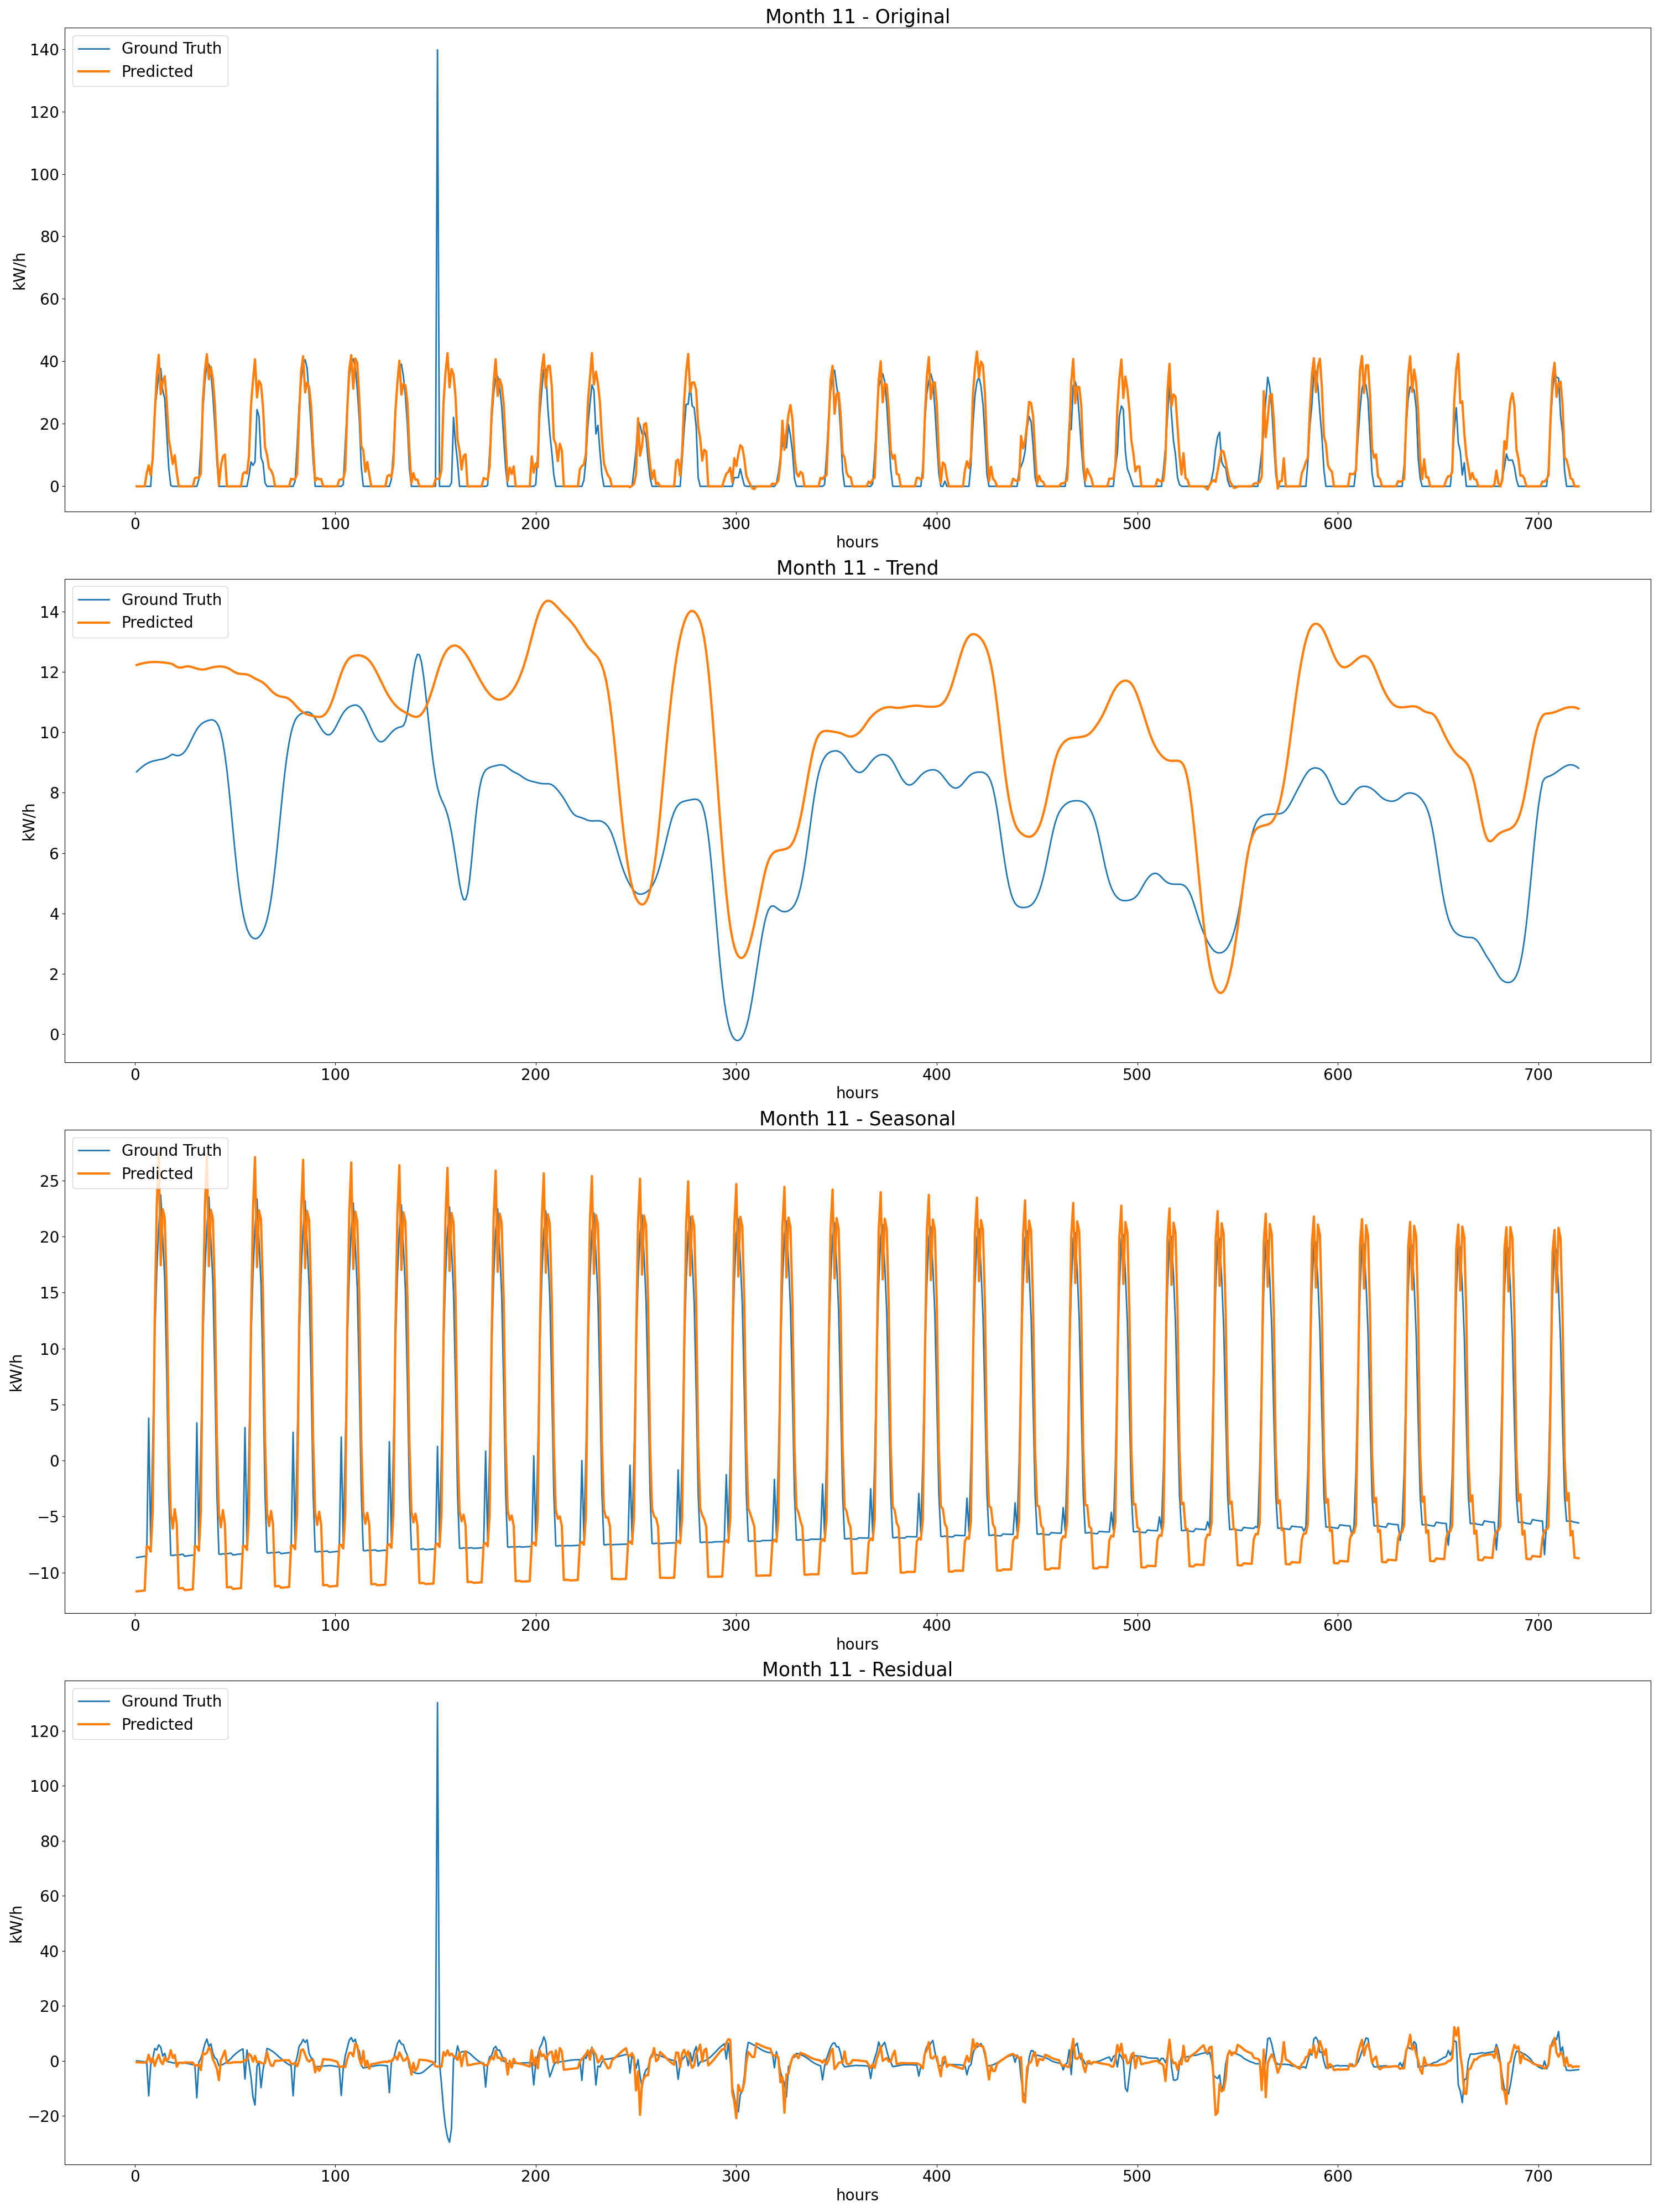 Month 11 - Original
Ground Truth
Predicted
140
120
100
80
60
40
20
0
kW/h
0 100 200 300 400 500 600 700
hours
Month 11 - Trend
Ground Truth
Predicted
14
12
10
8
6
4
2
0
kW/h
0 100 200 300 400 500 600 700
hours
Month 11 - Seasonal
Ground Truth
Predicted
25
20
15
10
5
0
−5
−10
kW/h
0 100 200 300 400 500 600 700
hours
Month 11 - Residual
Ground Truth
Predicted
120
100
80
60
40
20
0
−20
kW/h
0 100 200 300 400 500 600 700
hours